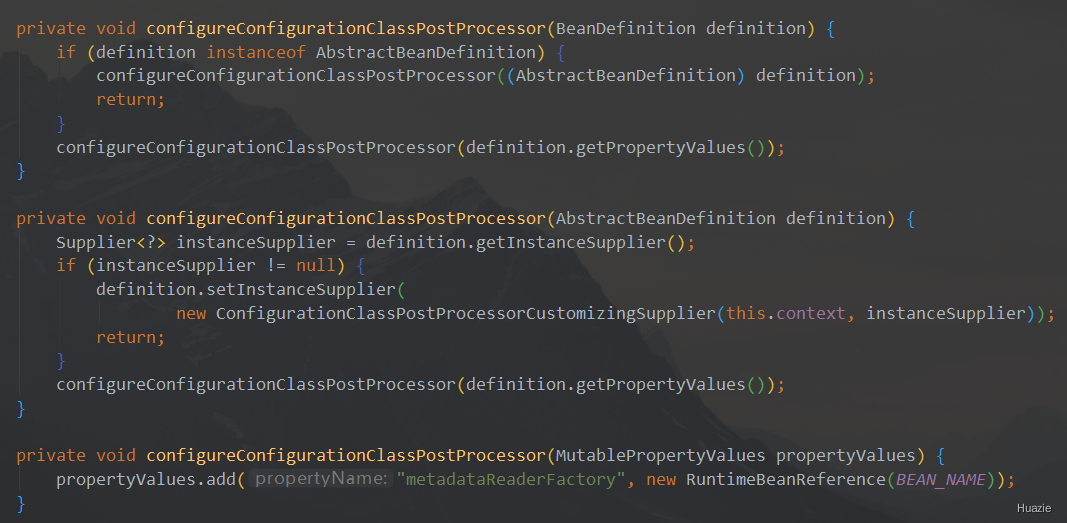 private void configureConfigurationClassPostProcessor(BeanDefinition definition) {
    if (definition instanceof AbstractBeanDefinition) {
        configureConfigurationClassPostProcessor((AbstractBeanDefinition) definition);
        return;
    }
    configureConfigurationClassPostProcessor(definition.getPropertyValues());
}
private void configureConfigurationClassPostProcessor(AbstractBeanDefinition definition) {
    Supplier<?> instanceSupplier = definition.getInstanceSupplier();
    if (instanceSupplier != null) {
        definition.setInstanceSupplier(
                new ConfigurationClassPostProcessorCustomizingSupplier(this.context, instanceSupplier));
        return;
    }
    configureConfigurationClassPostProcessor(definition.getPropertyValues());
}
private void configureConfigurationClassPostProcessor(MutablePropertyValues propertyValues) {
    propertyValues.add( propertyName: "metadataReaderFactory", new RuntimeBeanReference(BEAN_NAME));
}
Huazie